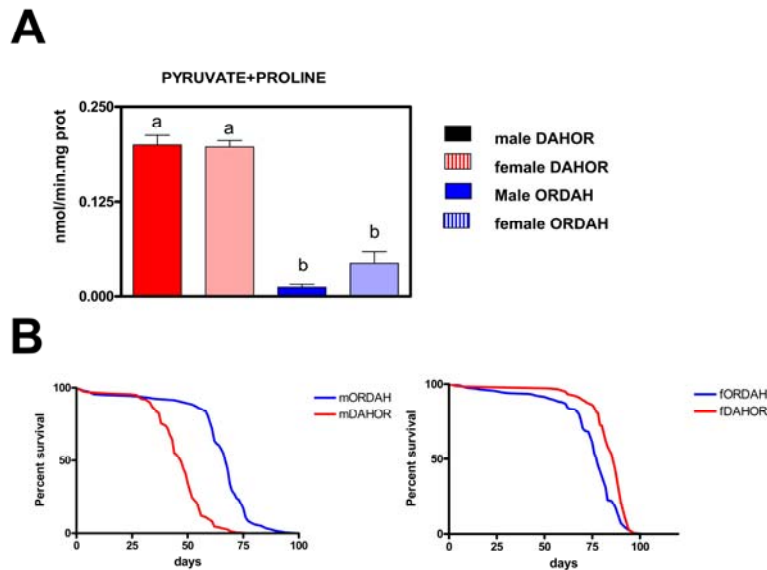 A
PYRUVATE+PROLINE
nmol/min.mg prot
0.250
0.125
0.000
a
a
b
b
male DAHOR
female DAHOR
Male ORDAH
female ORDAH
B
Percent survival
100
50
0
0
25
50
75
100
days
mORDAH
mDAHOR
Percent survival
100
50
0
0
50
75
100
days
fORDAH
fDAHOR